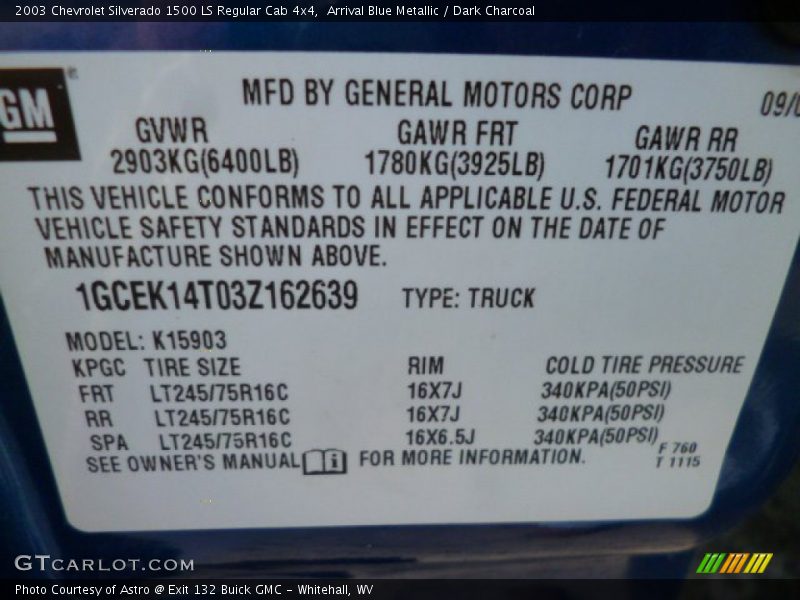 2003 Chevrolet Silverado 1500 LS Regular Cab 4x4, Arrival Blue Metallic / Dark Charcoal
GM
®
MFD BY GENERAL MOTORS CORP
GVWR GAWR FRT GAWR RR
2903KG(6400LB) 1780KG(3925LB) 1701KG(3750LB)
THIS VEHICLE CONFORMS TO ALL APPLICABLE U.S. FEDERAL MOTOR
VEHICLE SAFETY STANDARDS IN EFFECT ON THE DATE OF
MANUFACTURE SHOWN ABOVE.
1GCEK14T03Z162639 TYPE: TRUCK
MODEL: K15903
KPGC TIRE SIZE RIM COLD TIRE PRESSURE
FRT LT245/75R16C 16X7J 340KPA(50PSI)
RR LT245/75R16C 16X7J 340KPA(50PSI)
SPA LT245/75R16C 16X6.5J 340KPA(50PSI)
SEE OWNER'S MANUAL i FOR MORE INFORMATION.
F 760
T 1115
GTCARLOT.COM
Photo Courtesy of Astro @ Exit 132 Buick GMC - Whitehall, WV